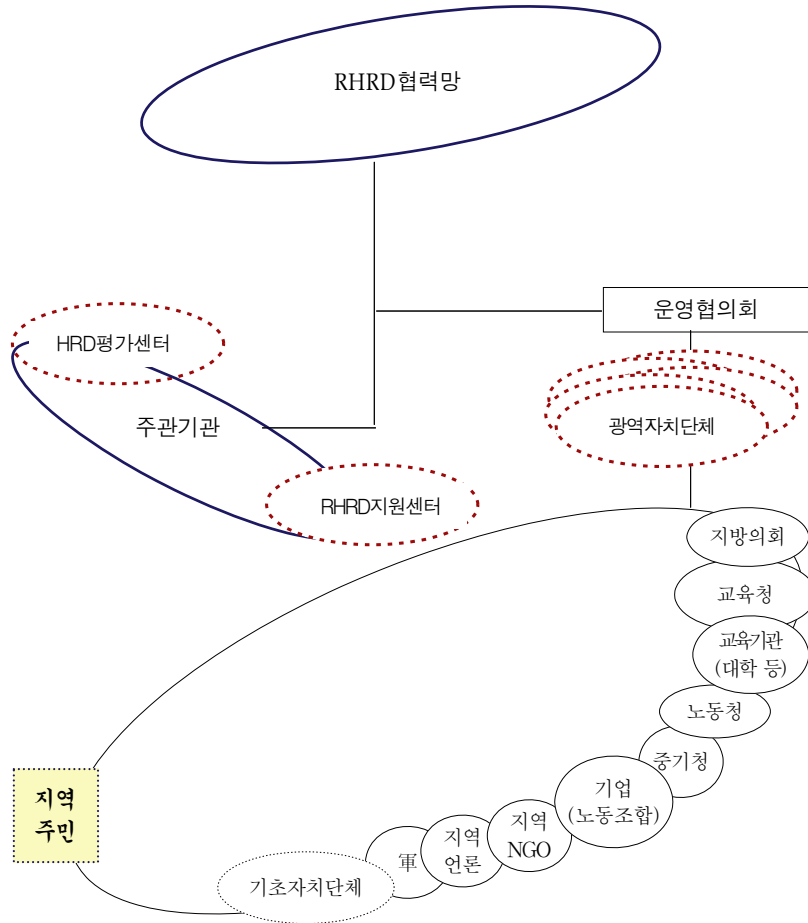 RHRD협력망
운영협의회
HRD평가센터
주관기관
광역자치단체
RHRD지원센터
지방의회
교육청
교육기관
(대학 등)
노동청
중기청
기업
(노동조합)
지역
NGO
지역
언론
軍
기초자치단체
지역
주민